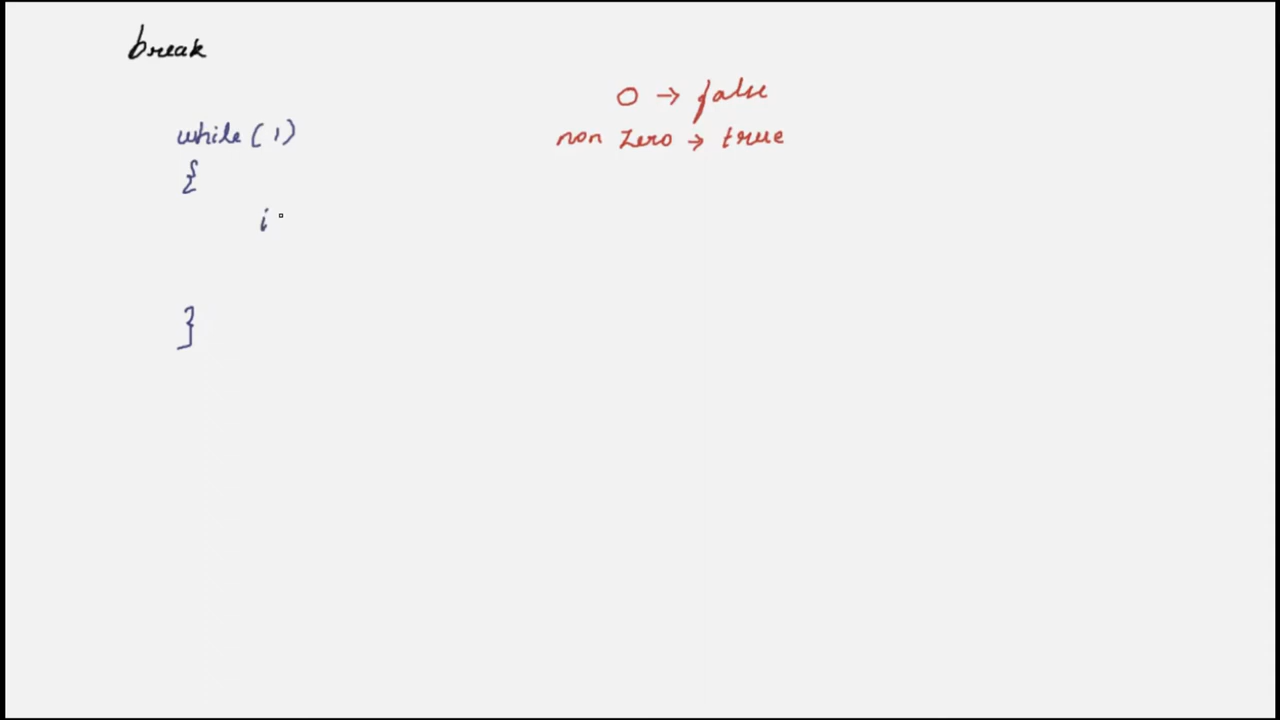 break
0 → false
non zero → true
while(1)
{
i
}